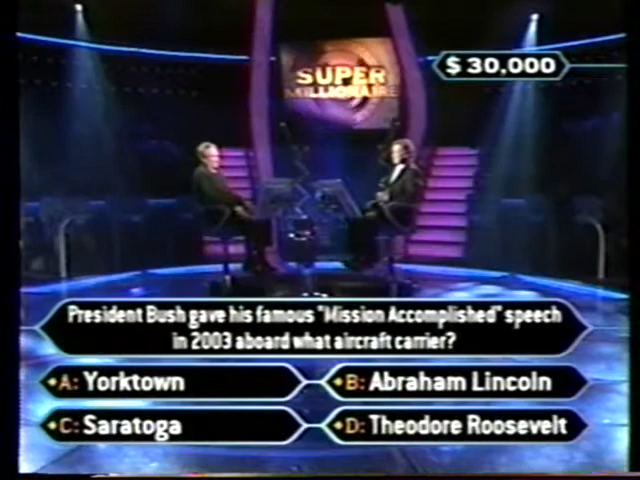 SUPER
MILLIONAIRE
$ 30,000
President Bush gave his famous "Mission Accomplished" speech
in 2003 aboard what aircraft carrier?
A: Yorktown
B: Abraham Lincoln
C: Saratoga
D: Theodore Roosevelt